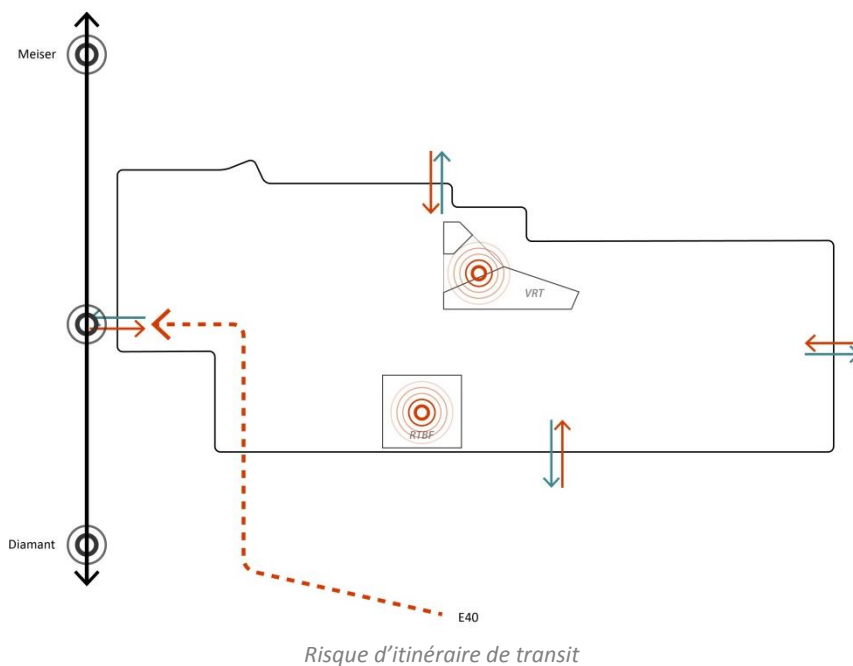 Meiser
VRT
RTBF
Diamant
E40
Risque d’itinéraire de transit